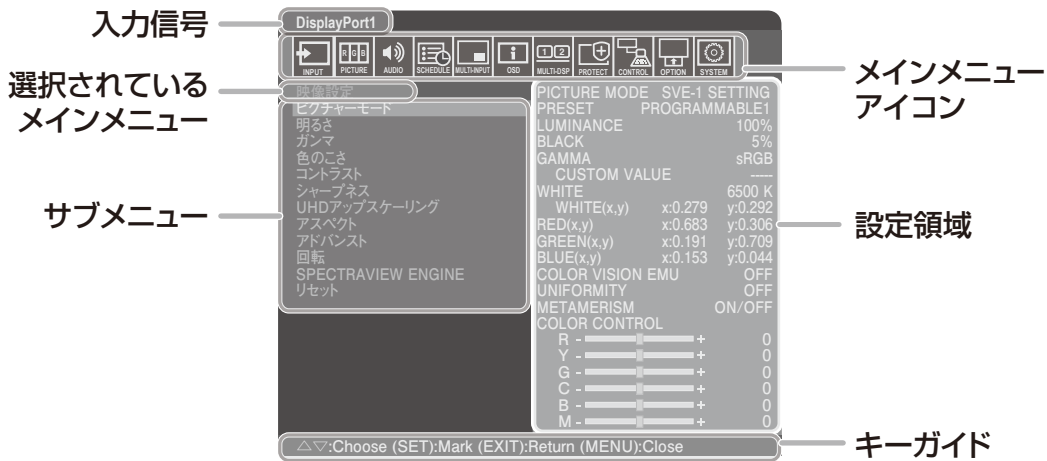 入力信号
DisplayPort1
INPUT PICTURE AUDIO SCHEDULE MULTI-INPUT OSD MULTI-DSP PROTECT CONTROL OPTION SYSTEM
RGB
1 2
メインメニュー
アイコン
選択されている
メインメニュー
映像設定
サブメニュー
ピクチャーモード
明るさ
ガンマ
色のこさ
コントラスト
シャープネス
UHDアップスケーリング
アスペクト
アドバンスト
回転
SPECTRAVIEW ENGINE
リセット
PICTURE MODE SVE-1 SETTING
PRESET PROGRAMMABLE1
LUMINANCE 100%
BLACK 5%
GAMMA sRGB
CUSTOM VALUE -----
WHITE 6500 K
WHITE(x,y) x:0.279 y:0.292
RED(x,y) x:0.683 y:0.306
GREEN(x,y) x:0.191 y:0.709
BLUE(x,y) x:0.153 y:0.044
COLOR VISION EMU OFF
UNIFORMITY OFF
METAMERISM ON/OFF
COLOR CONTROL
R - + 0
Y - + 0
G - + 0
C - + 0
B - + 0
M - + 0
設定領域
△▽:Choose (SET):Mark (EXIT):Return (MENU):Close
キーガイド